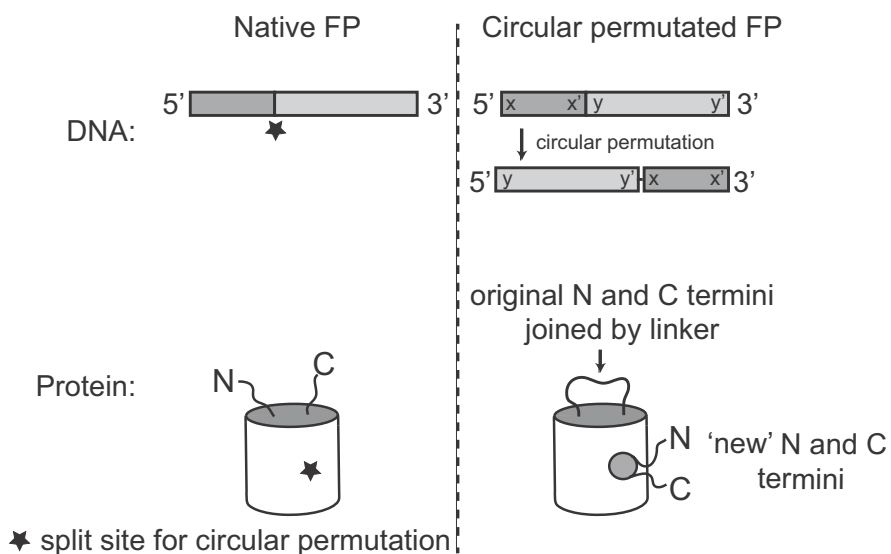 Native FP
Circular permutated FP
DNA:
5’ 3’
5’ x x’ y y’ 3’
circular permutation
5’ y y’ x x’ 3’
original N and C termini
joined by linker
Protein:
N C
N
C
‘new’ N and C
termini
★ split site for circular permutation